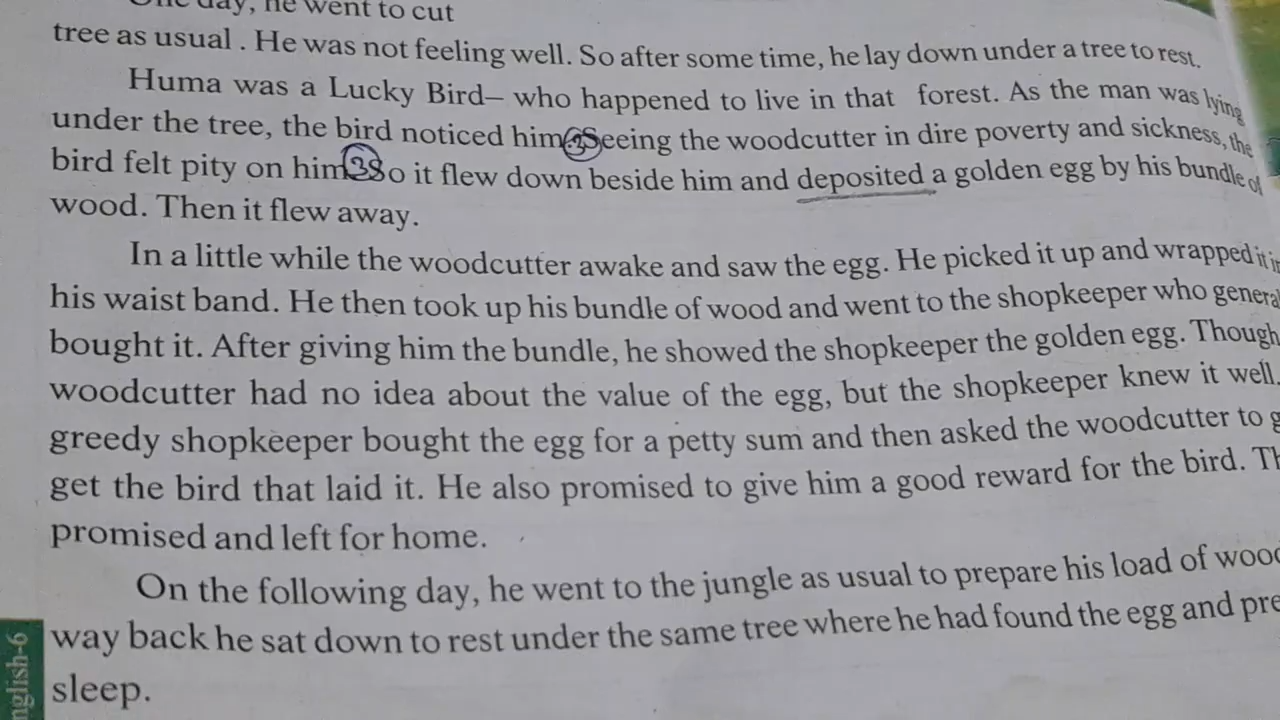 One day, he went to cut
tree as usual . He was not feeling well. So after some time, he lay down under a tree to rest.
Huma was a Lucky Bird– who happened to live in that forest. As the man was lying
under the tree, the bird noticed him. Seeing the woodcutter in dire poverty and sickness, the
bird felt pity on him. So it flew down beside him and deposited a golden egg by his bundle of
wood. Then it flew away.
In a little while the woodcutter awake and saw the egg. He picked it up and wrapped it
his waist band. He then took up his bundle of wood and went to the shopkeeper who
bought it. After giving him the bundle, he showed the shopkeeper the golden egg. Though
woodcutter had no idea about the value of the egg, but the shopkeeper knew it well.
greedy shopkeeper bought the egg for a petty sum and then asked the woodcutter to
get the bird that laid it. He also promised to give him a good reward for the bird.
promised and left for home.
On the following day, he went to the jungle as usual to prepare his load of
way back he sat down to rest under the same tree where he had found the egg and
sleep.
nglish-6